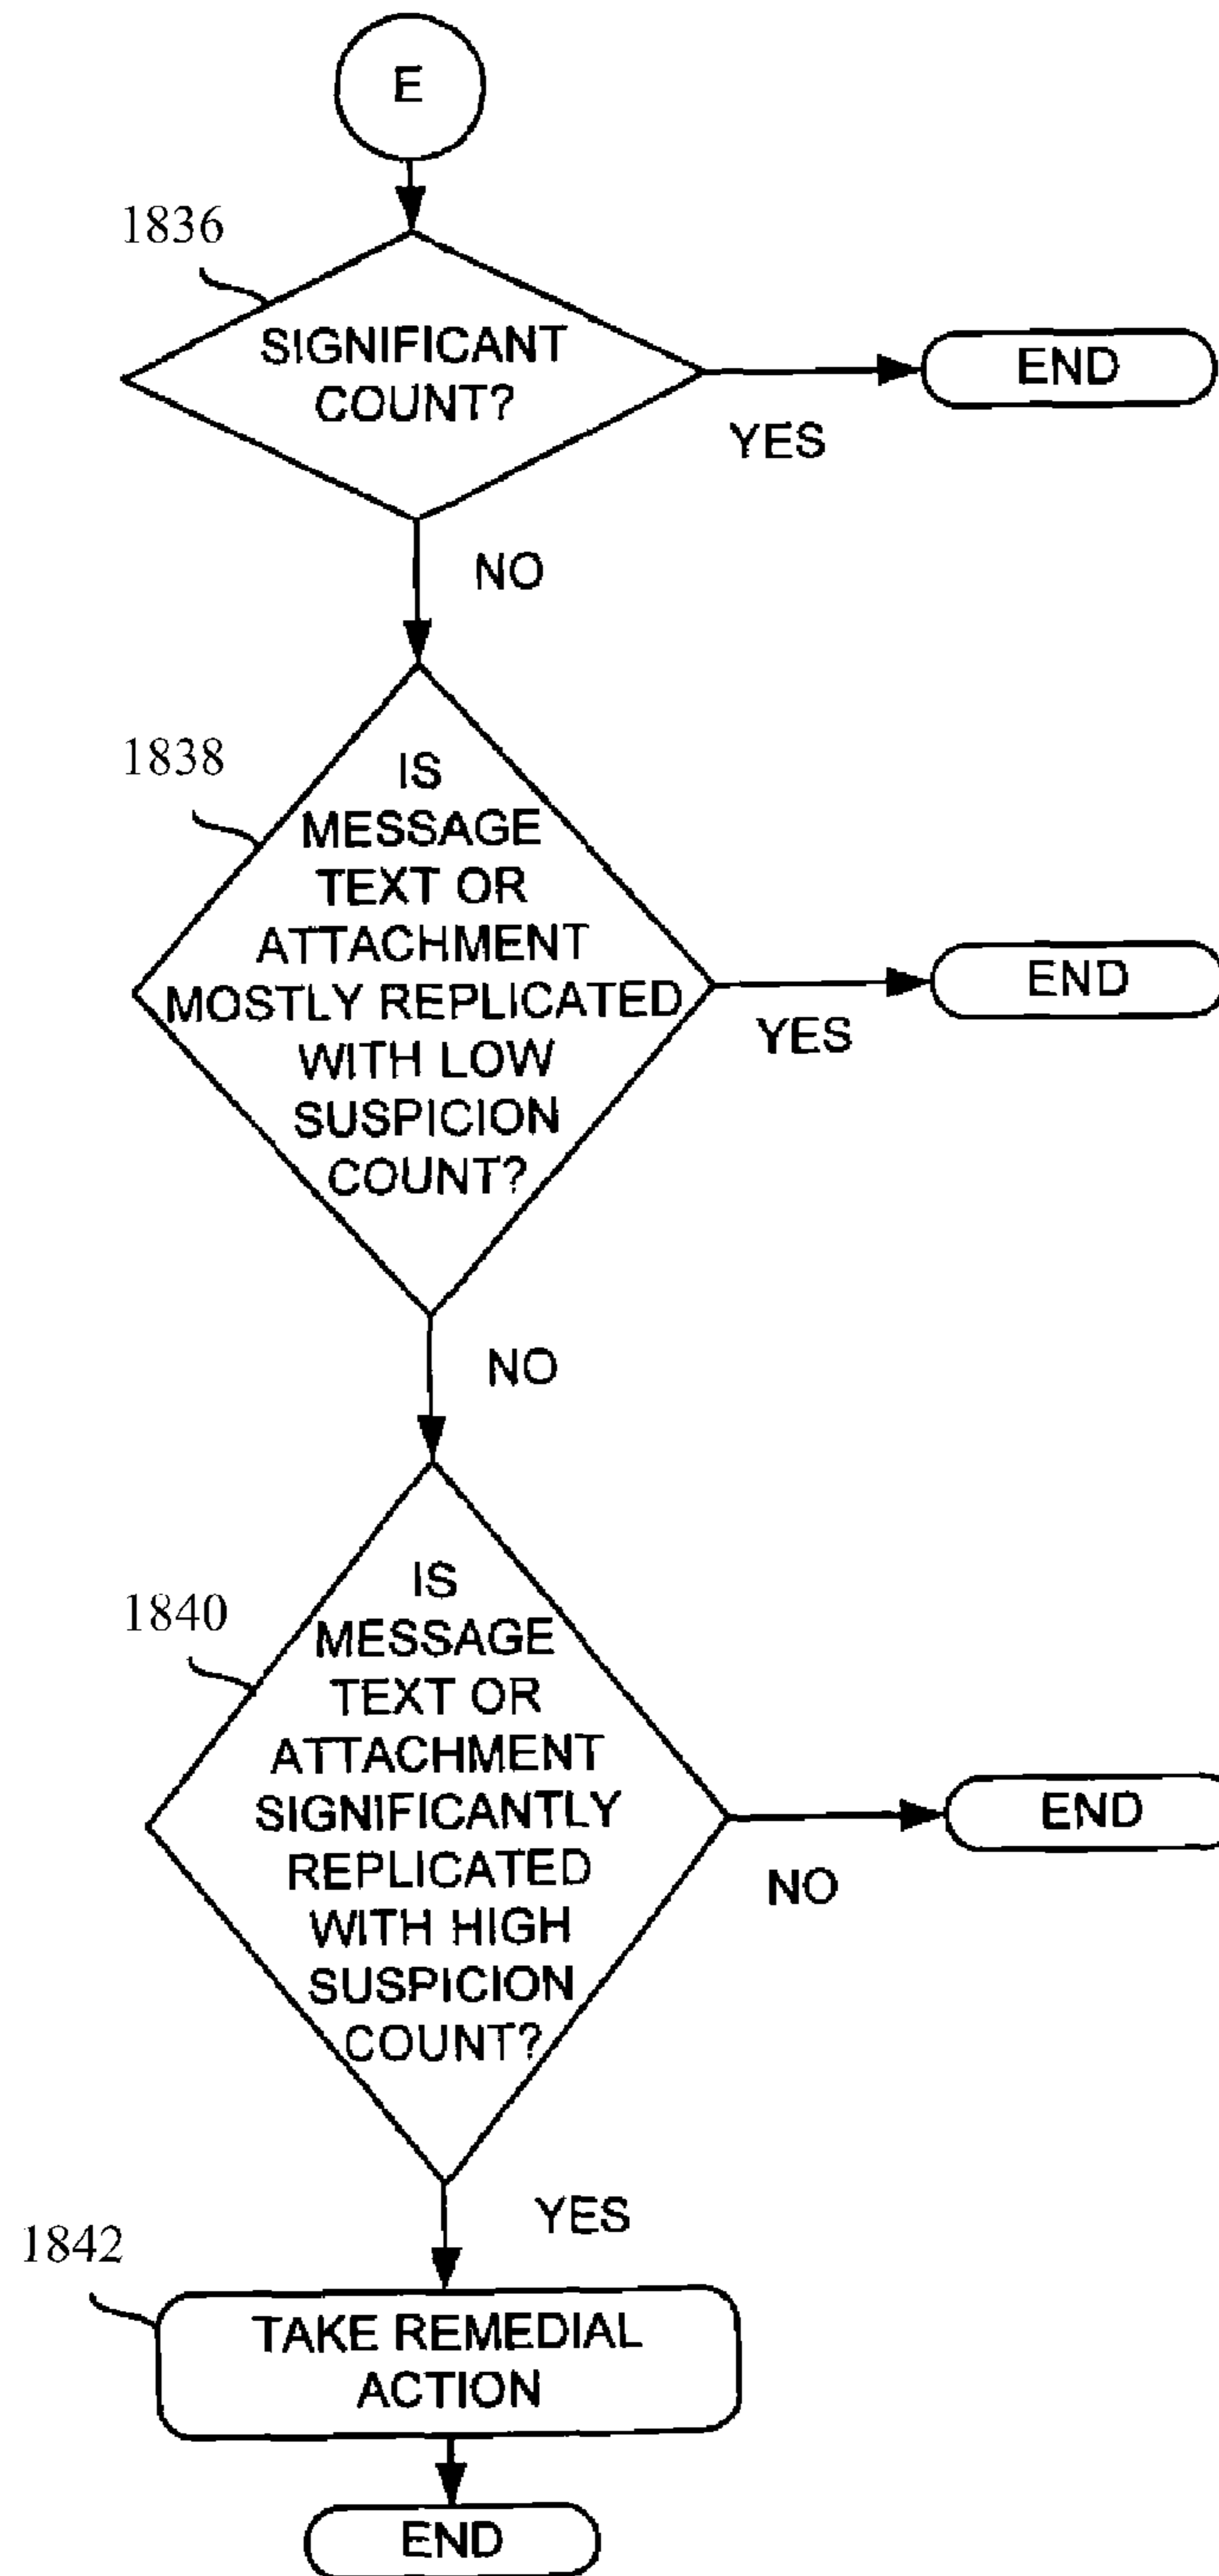 E
1836
SIGNIFICANT
COUNT?
END
YES
NO
1838
IS
MESSAGE
TEXT OR
ATTACHMENT
MOSTLY REPLICATED
WITH LOW
SUSPICION
COUNT?
END
YES
NO
1840
IS
MESSAGE
TEXT OR
ATTACHMENT
SIGNIFICANTLY
REPLICATED
WITH HIGH
SUSPICION
COUNT?
END
NO
YES
1842
TAKE REMEDIAL
ACTION
END